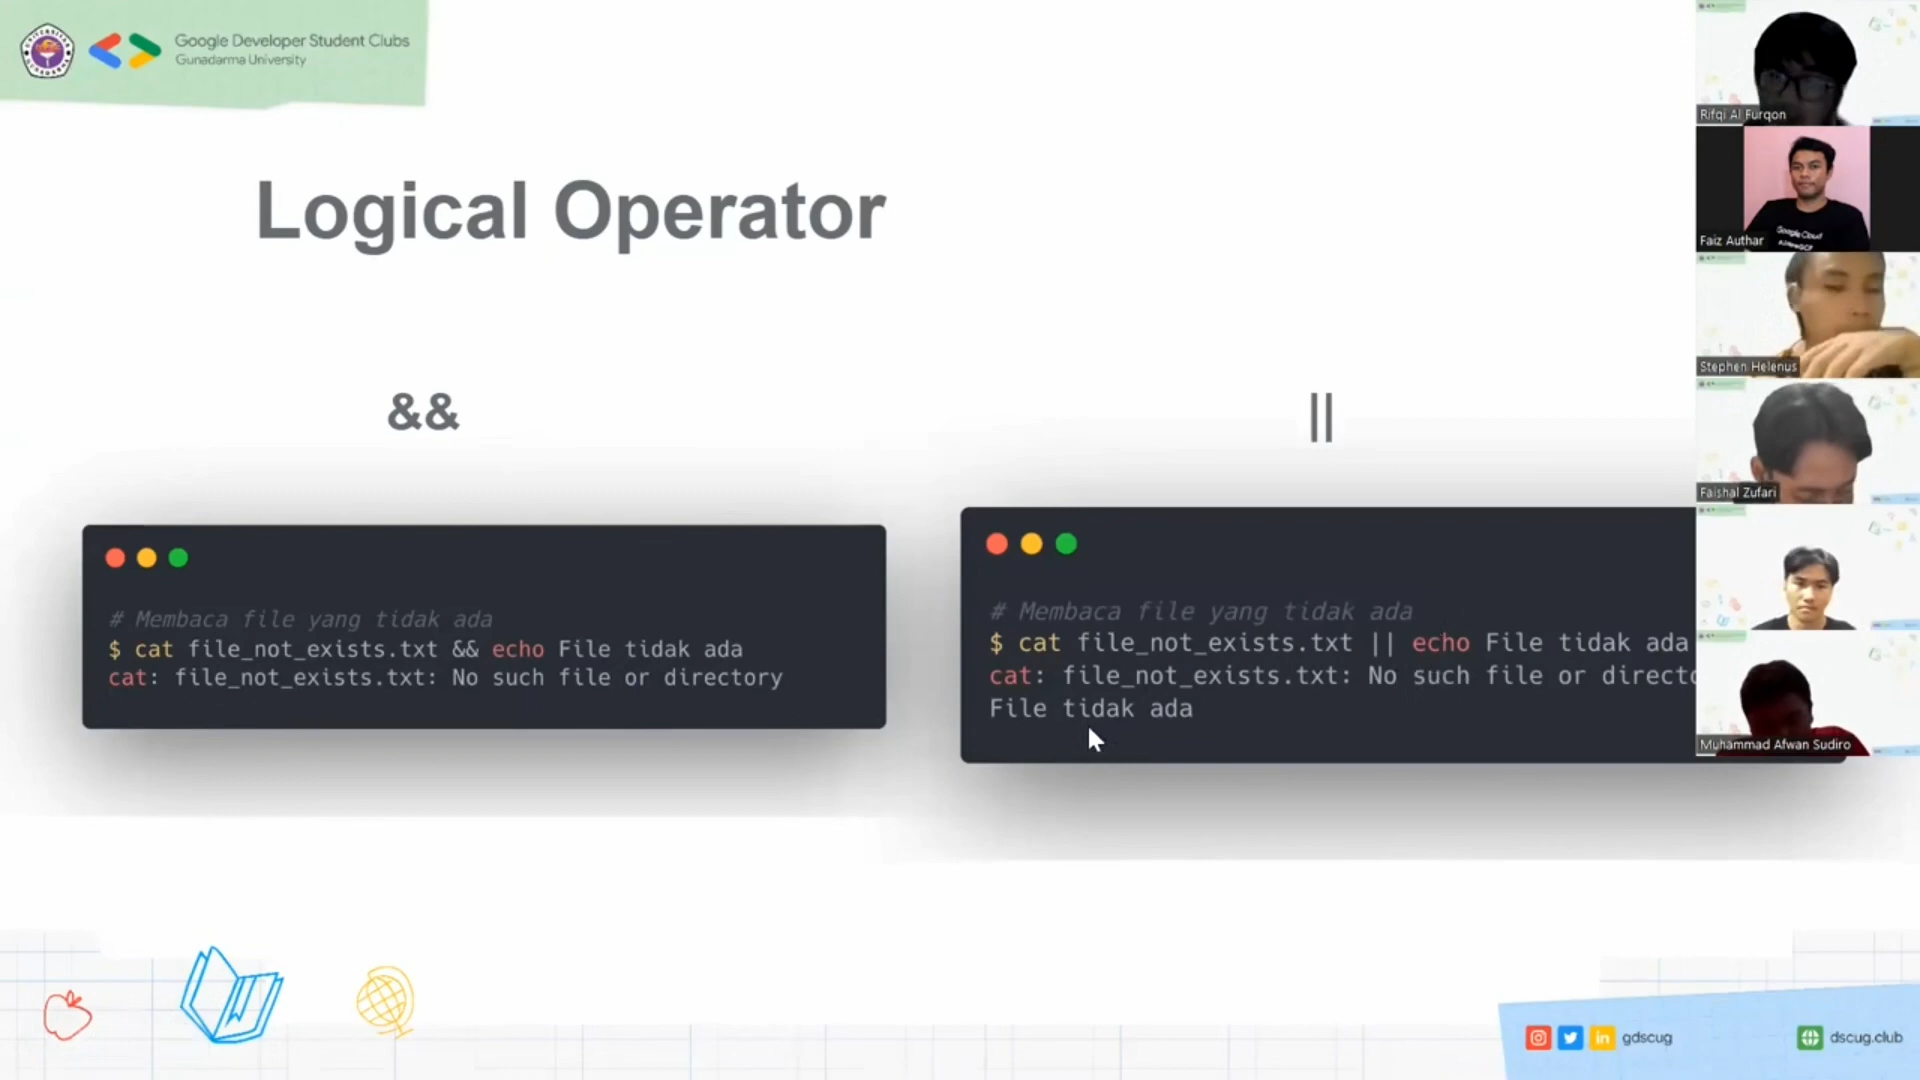 Google Developer Student Clubs
Gunadarma University
Logical Operator
&&
# Membaca file yang tidak ada
$ cat file_not_exists.txt && echo File tidak ada
cat: file_not_exists.txt: No such file or directory
||
# Membaca file yang tidak ada
$ cat file_not_exists.txt || echo File tidak ada
cat: file_not_exists.txt: No such file or directo
File tidak ada
Rifqi Al Furqon
Faiz Authar
Google Cloud
Stephen Helenus
Faishal Zufari
Muhammad Afwan Sudiro
gdscug
dscug.club